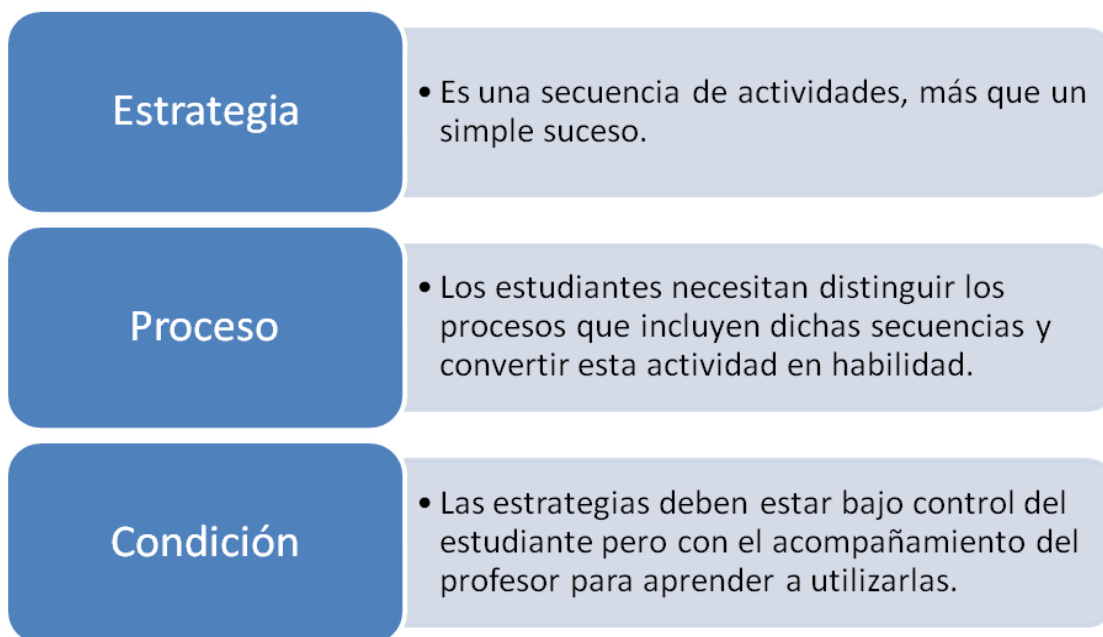 Estrategia
• Es una secuencia de actividades, más que un
simple suceso.
Proceso
• Los estudiantes necesitan distinguir los
procesos que incluyen dichas secuencias y
convertir esta actividad en habilidad.
Condición
• Las estrategias deben estar bajo control del
estudiante pero con el acompañamiento del
profesor para aprender a utilizarlas.